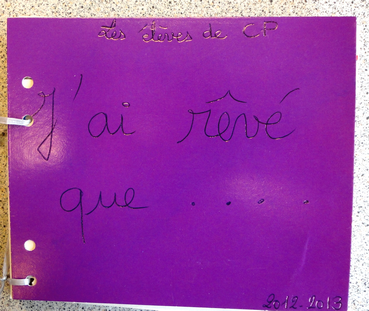 Les élèves de CP
J'ai rêvé
que . . . .
2012-2013